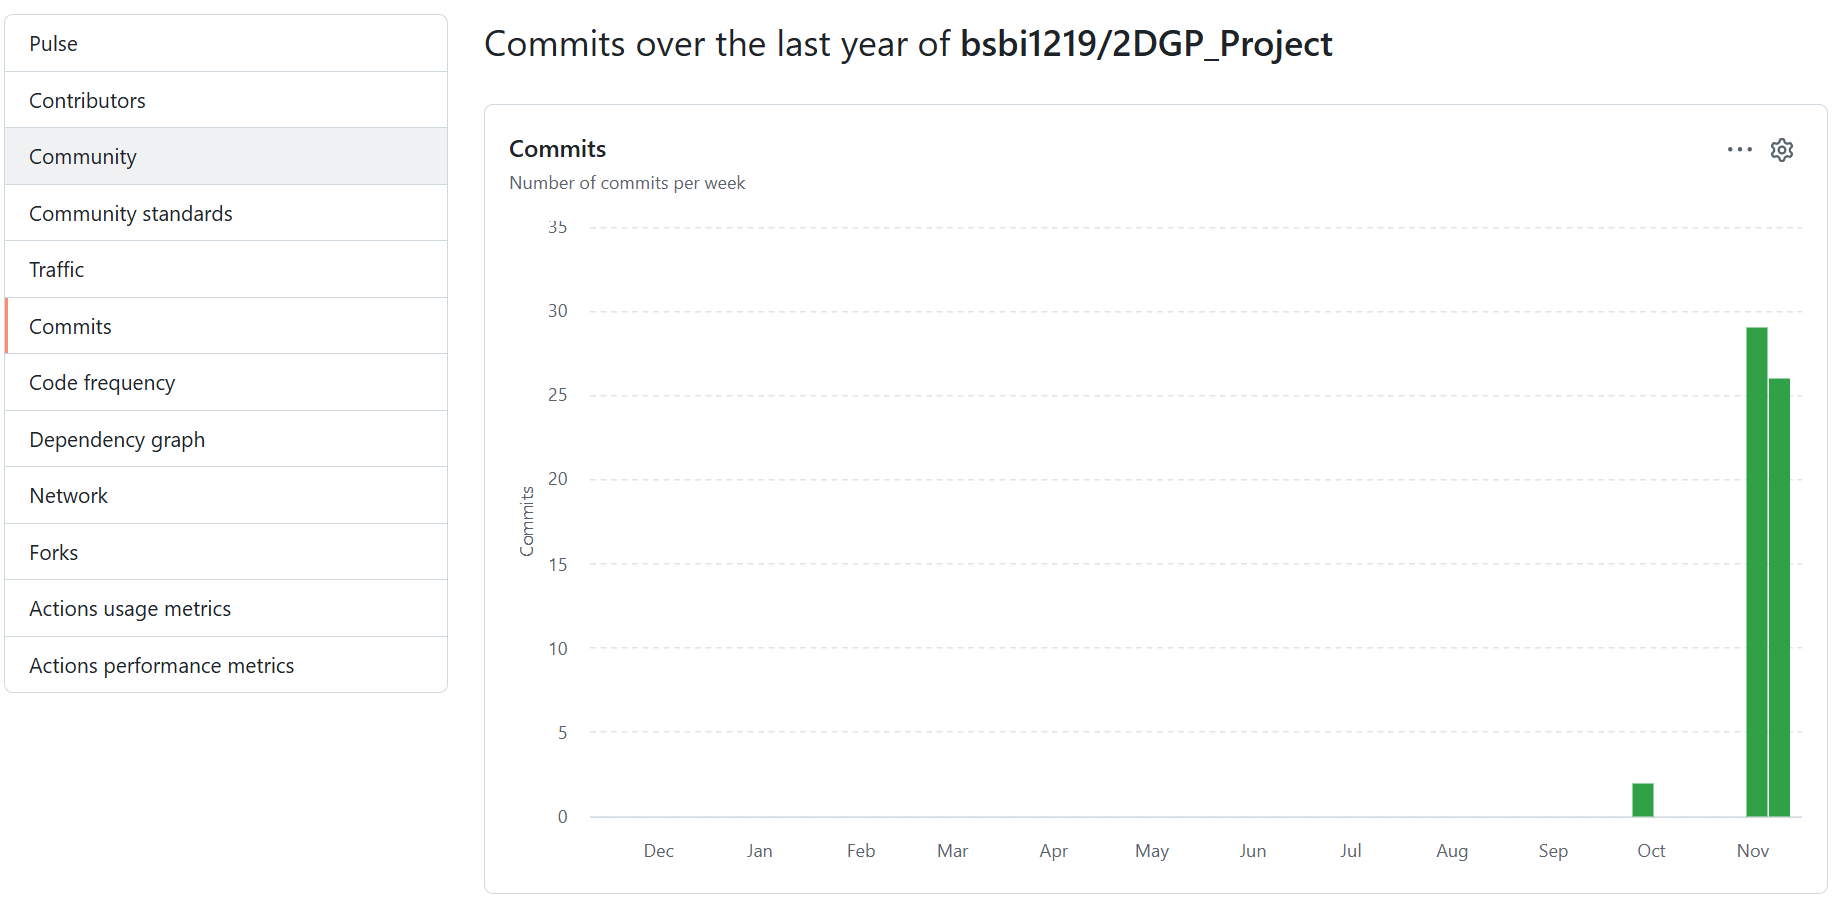 Pulse
Contributors
Community
Community standards
Traffic
Commits
Code frequency
Dependency graph
Network
Forks
Actions usage metrics
Actions performance metrics
Commits over the last year of bsbi1219/2DGP_Project
Commits
Number of commits per week
35
30
25
20
15
10
5
0
Commits
Dec Jan Feb Mar Apr May Jun Jul Aug Sep Oct Nov